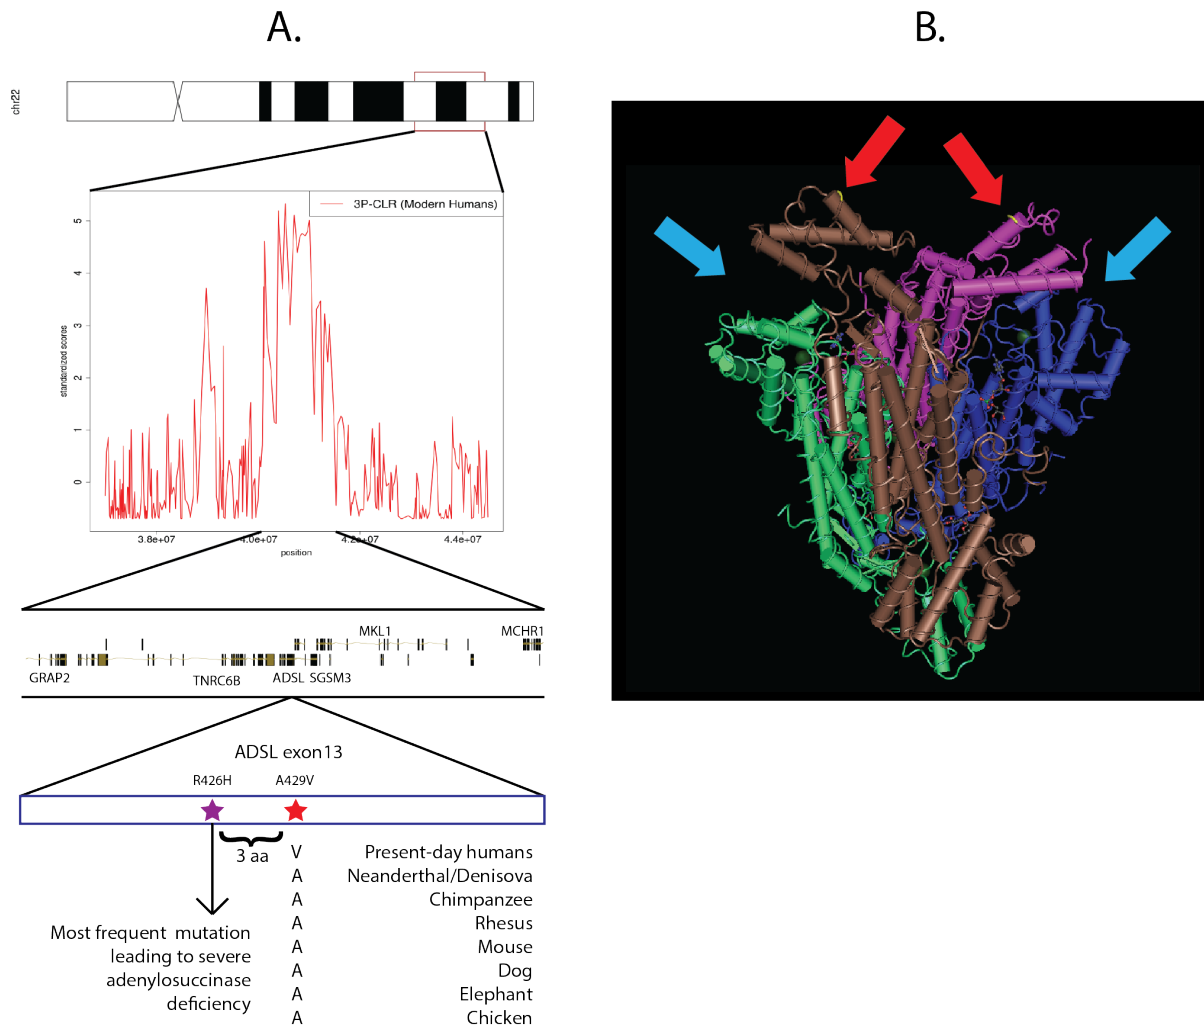 A.
B.
chr22
3P-CLR (Modern Humans)
standardized scores
5
4
3
2
1
0
3.8e+07
4.0e+07
4.2e+07
4.4e+07
position
MKL1
MCHR1
GRAP2
TNRC6B
ADSL
SGSM3
ADSL exon13
R426H
A429V
3 aa
V Present-day humans
A Neanderthal/Denisova
A Chimpanzee
A Rhesus
A Mouse
A Dog
A Elephant
A Chicken
Most frequent mutation
leading to severe
adenylosuccinase
deficiency